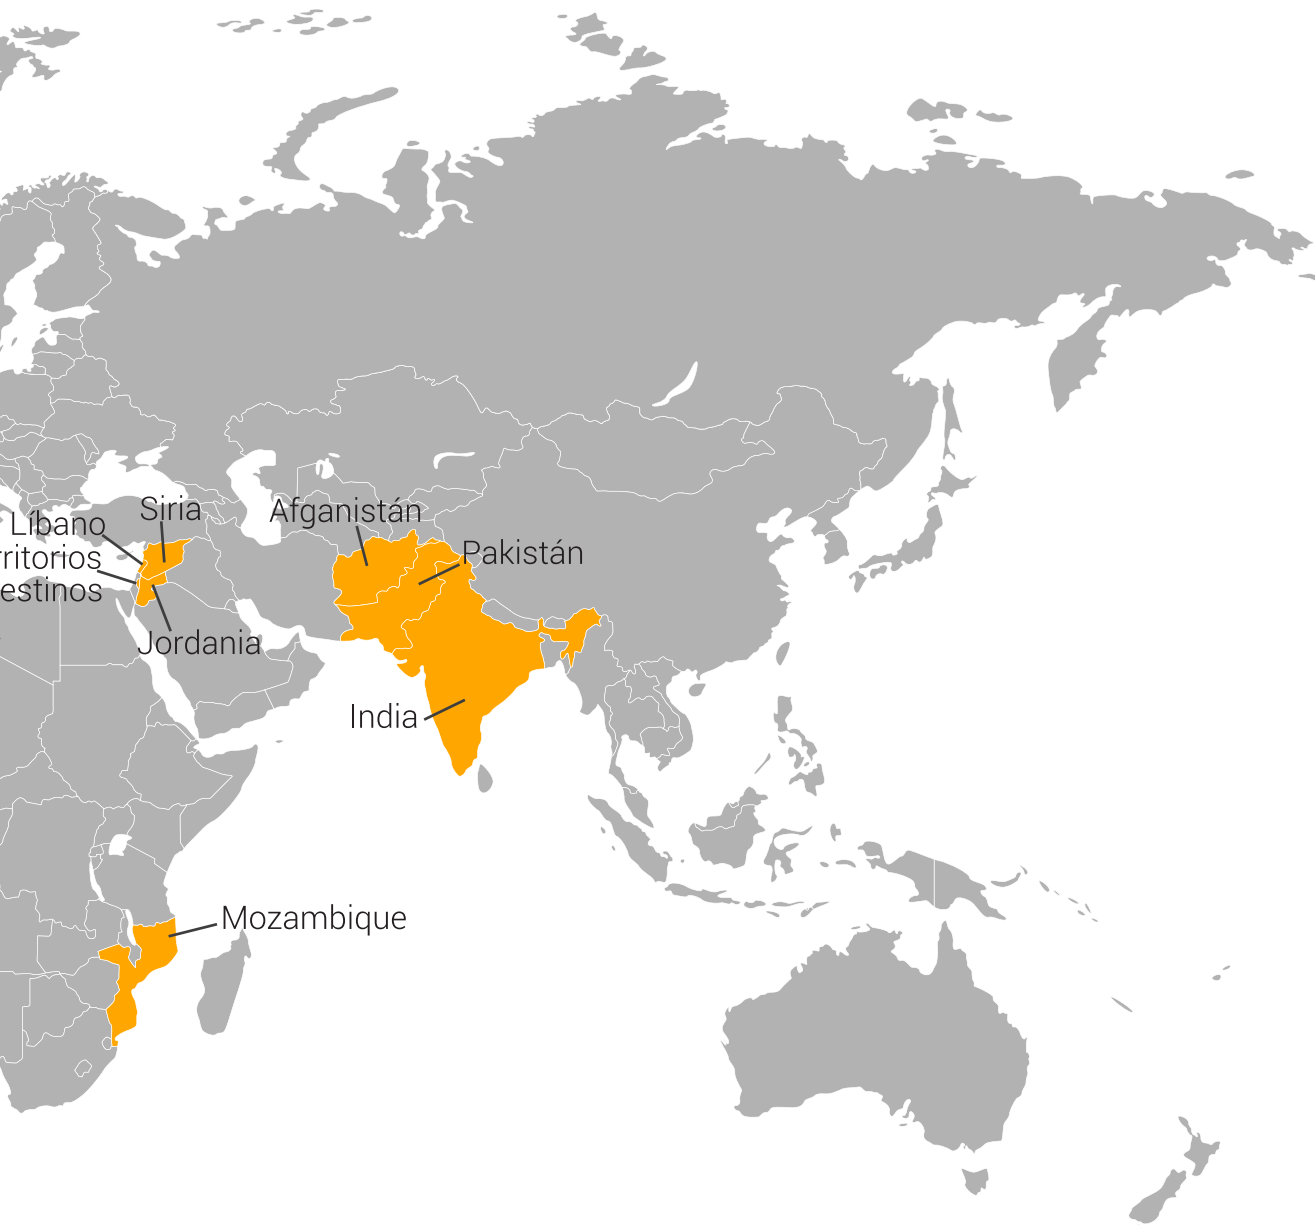 Siria
Afganistán
Líbano
Pakistán
rritorios
estinos
Jordania
India
Mozambique